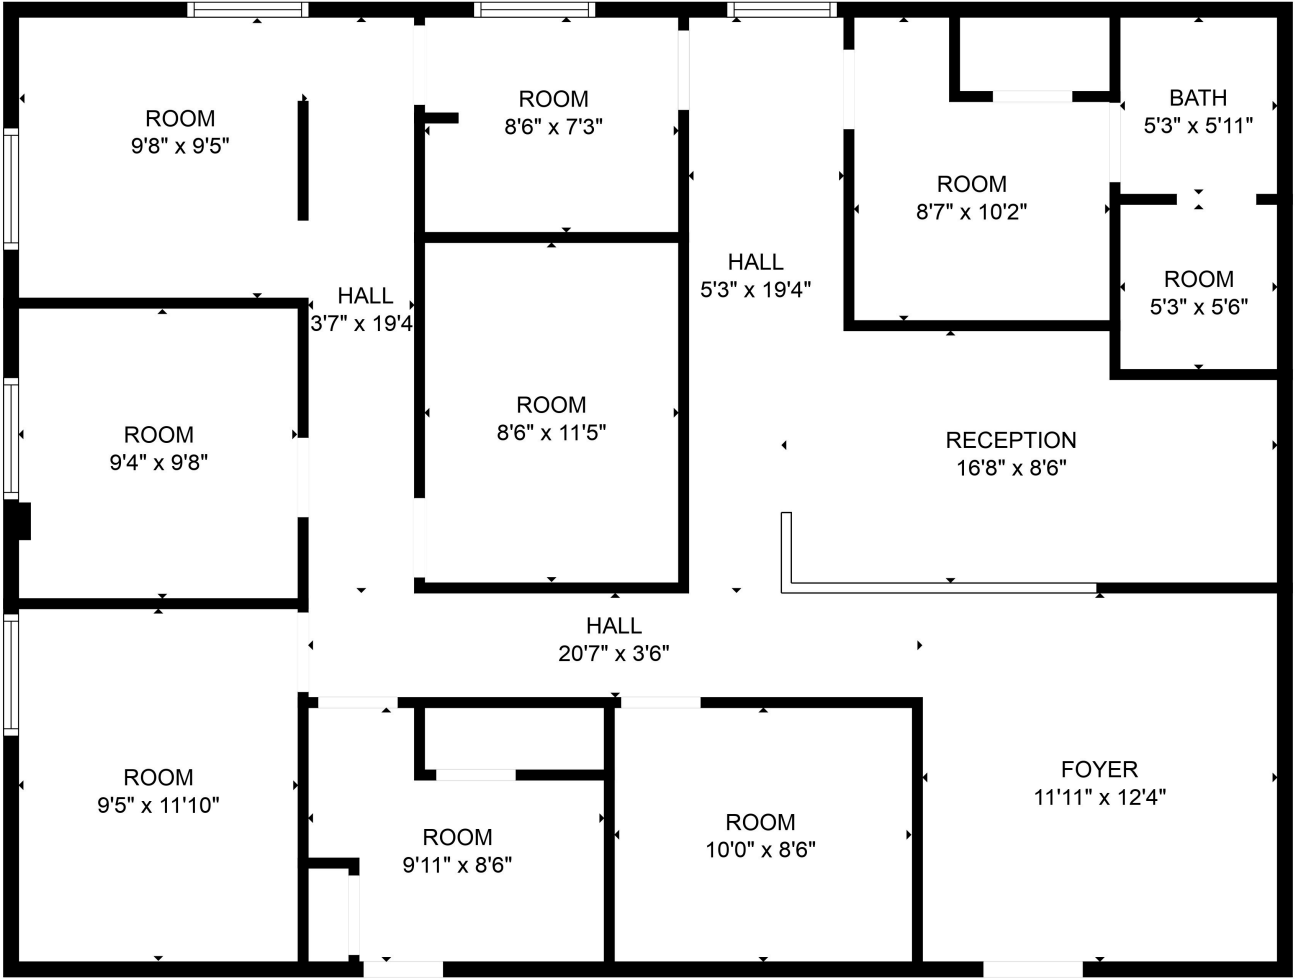 ROOM
9'8" x 9'5"
ROOM
8'6" x 7'3"
BATH
5'3" x 5'11"
ROOM
8'7" x 10'2"
HALL
5'3" x 19'4"
ROOM
5'3" x 5'6"
HALL
3'7" x 19'4
ROOM
9'4" x 9'8"
ROOM
8'6" x 11'5"
RECEPTION
16'8" x 8'6"
HALL
20'7" x 3'6"
ROOM
9'5" x 11'10"
FOYER
11'11" x 12'4"
ROOM
9'11" x 8'6"
ROOM
10'0" x 8'6"